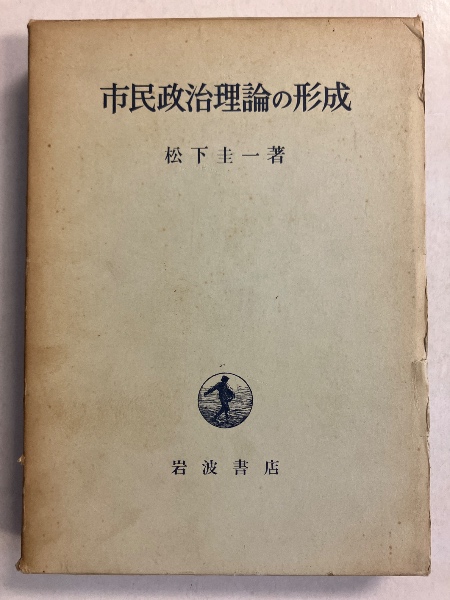 市民政治理論の形成
松下圭一著
岩波書店